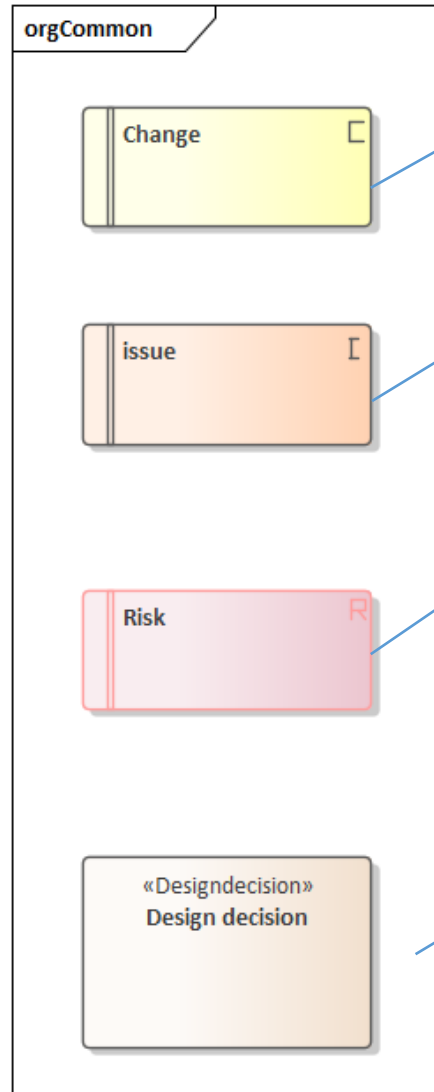 orgCommon
Change
issue
Risk
R
«Designdecision»
Design decision